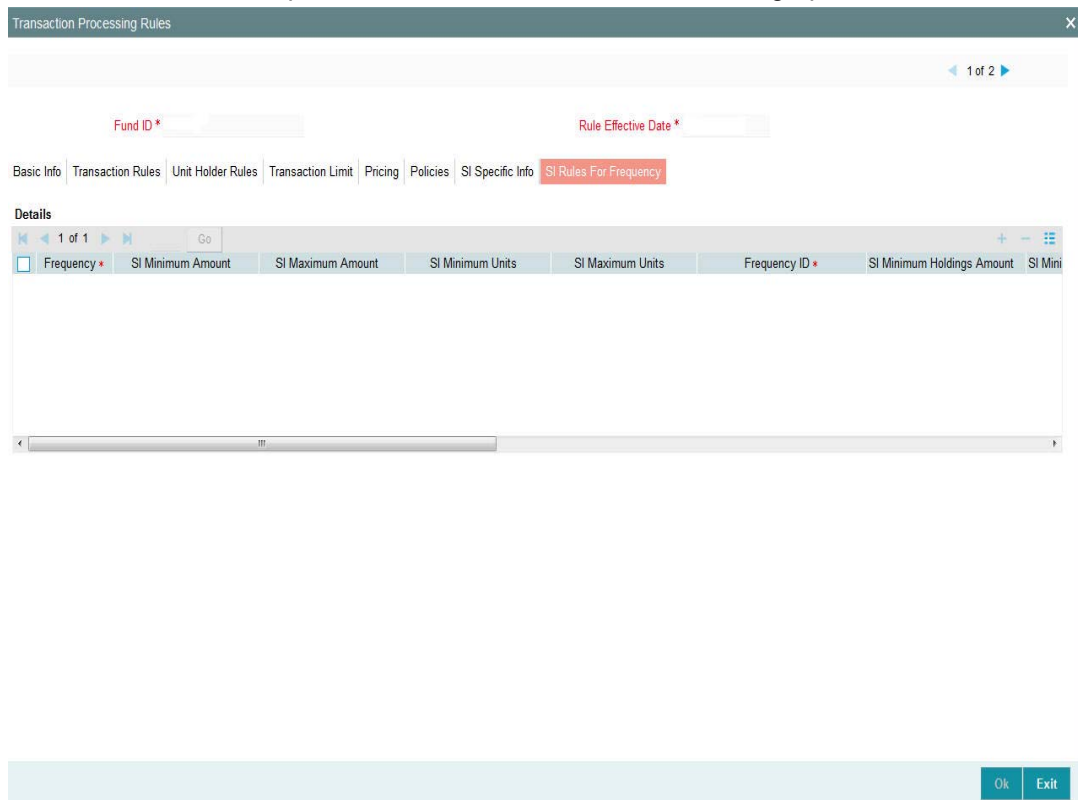 Transaction Processing Rules X
1 of 2
Fund ID * Rule Effective Date *
Basic Info Transaction Rules Unit Holder Rules Transaction Limit Pricing Policies SI Specific Info SI Rules For Frequency
Details
1 of 1 Go
Frequency * SI Minimum Amount SI Maximum Amount SI Minimum Units SI Maximum Units Frequency ID * SI Minimum Holdings Amount SI Mini
Ok Exit